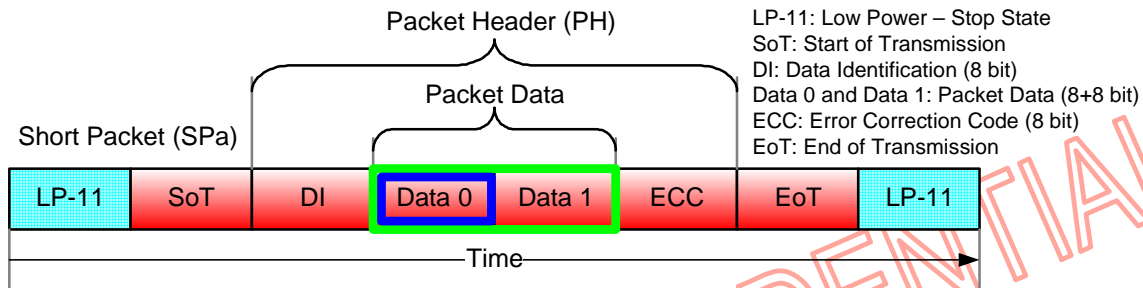 Packet Header (PH)
Packet Data
Short Packet (SPa)
LP-11: Low Power – Stop State
SoT: Start of Transmission
DI: Data Identification (8 bit)
Data 0 and Data 1: Packet Data (8+8 bit)
ECC: Error Correction Code (8 bit)
EoT: End of Transmission
LP-11 SoT DI Data 0 Data 1 ECC EoT LP-11
Time